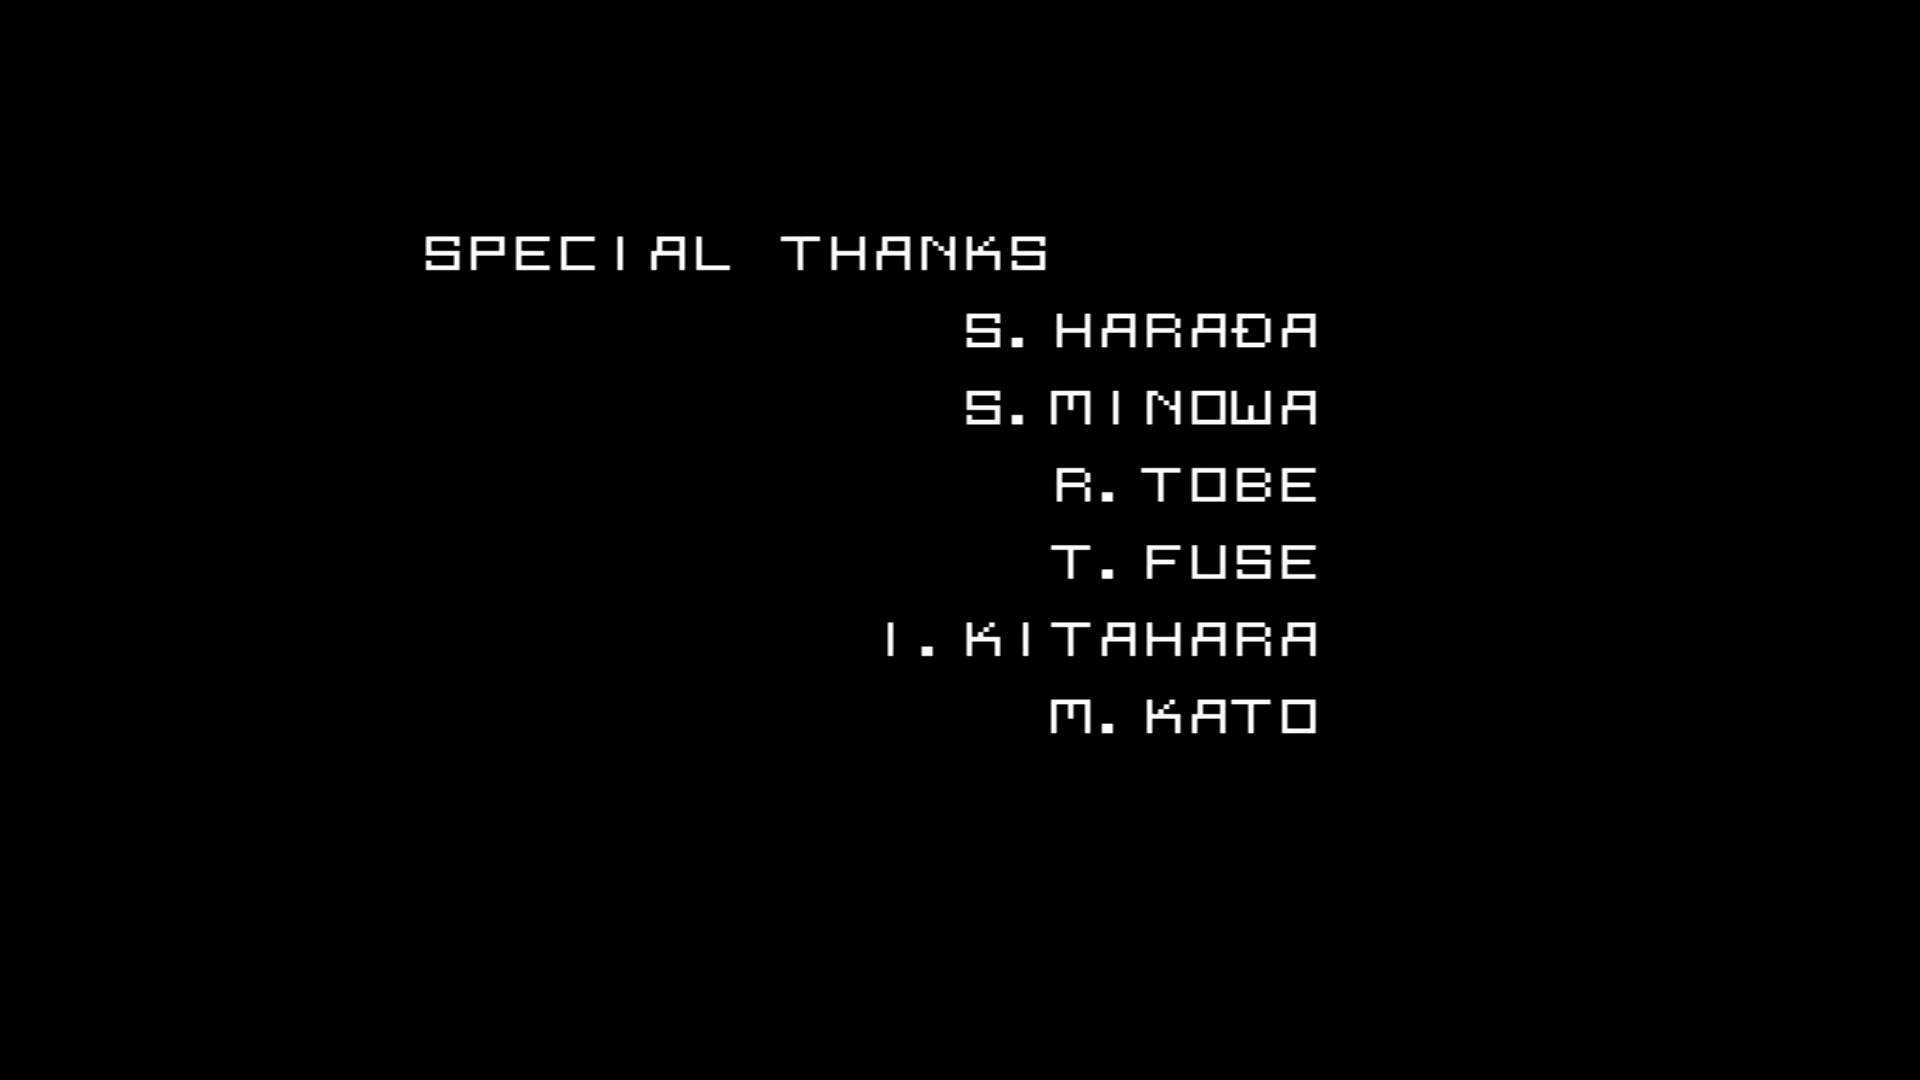 SPECIAL THANKS
S. HARADA
S. MINOWA
R. TOBE
T. FUSE
I. KITAHARA
M. KATO